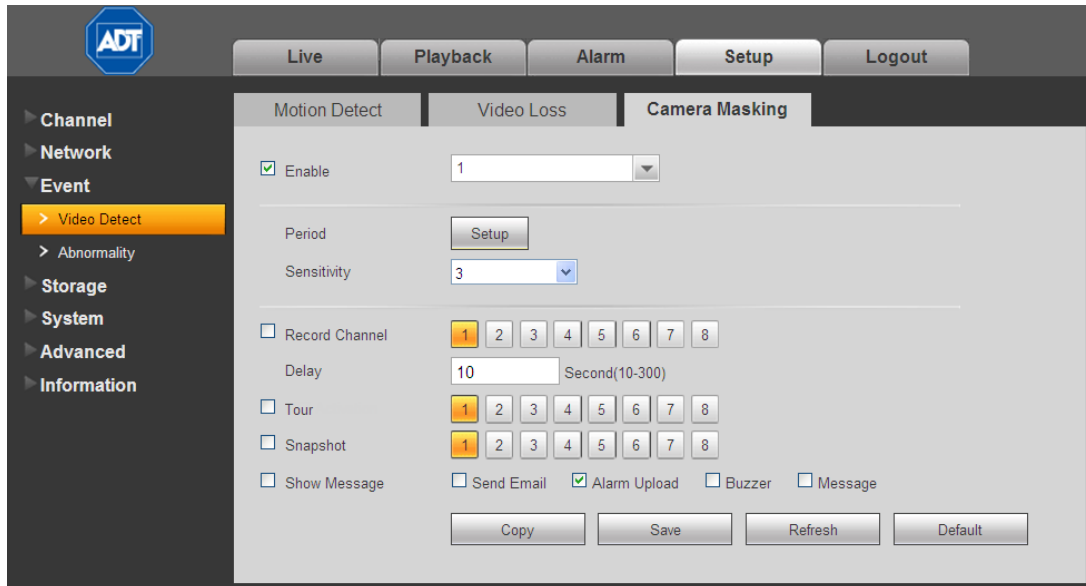 ADT
Live Playback Alarm Setup Logout
Motion Detect Video Loss Camera Masking
Channel
Network
Event
> Video Detect
> Abnormality
Storage
System
Advanced
Information
Enable 1
Period Setup
Sensitivity 3
Record Channel 1 2 3 4 5 6 7 8
Delay 10 Second(10-300)
Tour 1 2 3 4 5 6 7 8
Snapshot 1 2 3 4 5 6 7 8
Show Message Send Email Alarm Upload Buzzer Message
Copy Save Refresh Default